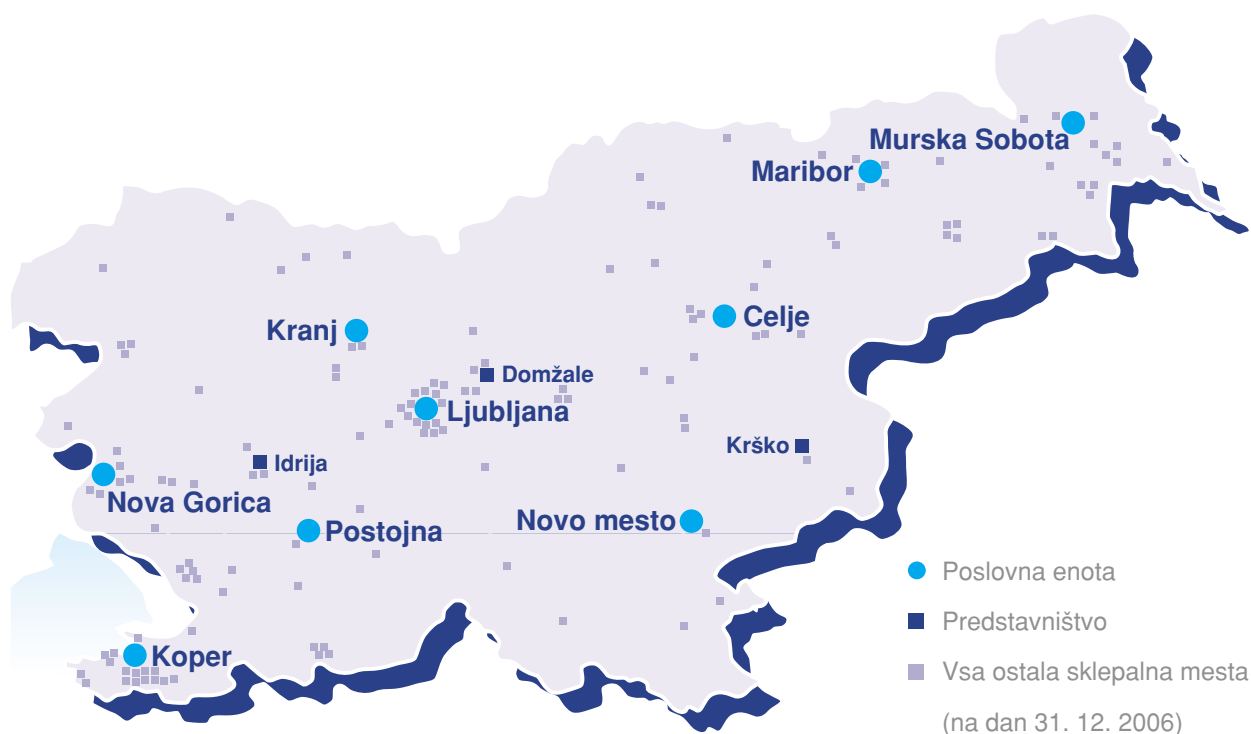 Murska Sobota
Maribor
Celje
Kranj
Domžale
Ljubljana
Krško
Idrija
Nova Gorica
Novo mesto
Postojna
Koper
Poslovna enota
Predstavništvo
Vsa ostala sklepalna mesta
(na dan 31. 12. 2006)